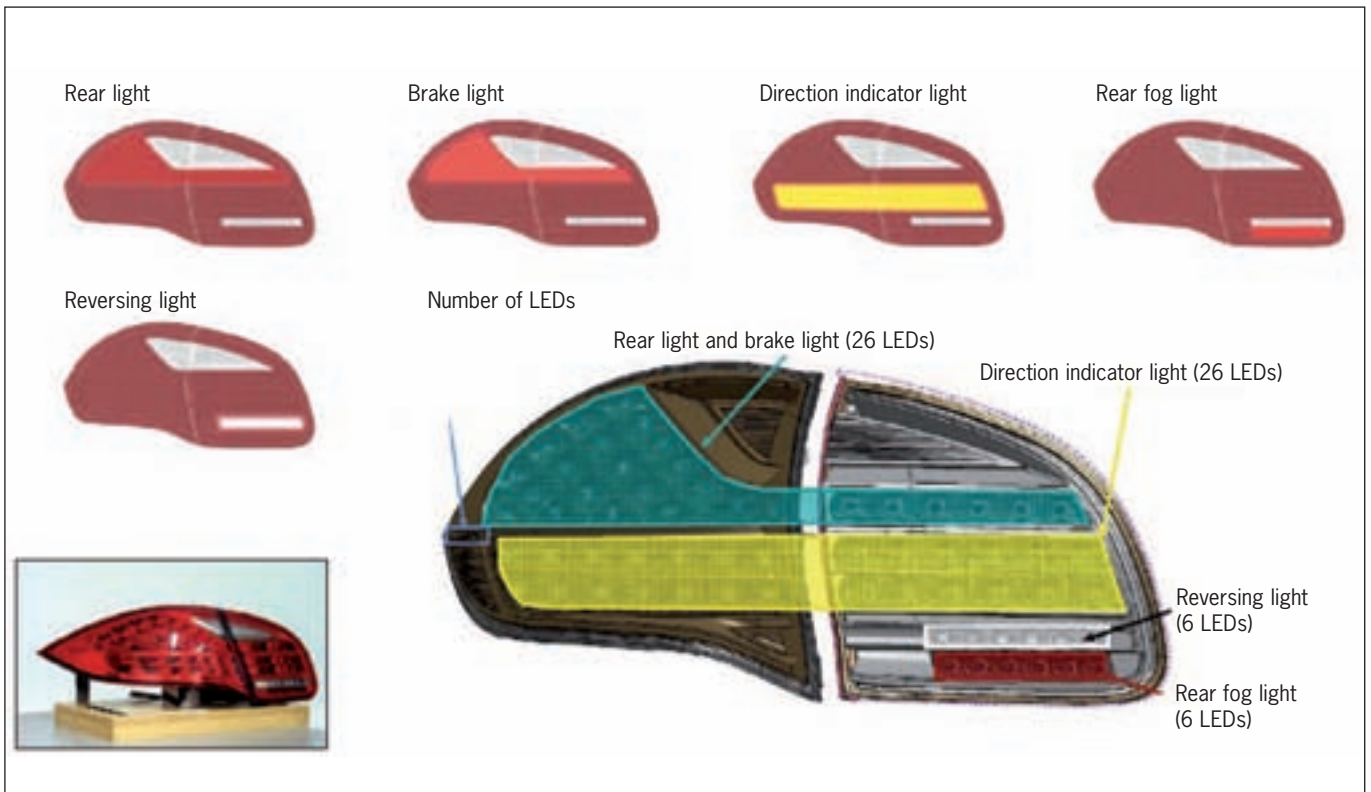 Rear light
Brake light
Direction indicator light
Rear fog light
Reversing light
Number of LEDs
Rear light and brake light (26 LEDs)
Direction indicator light (26 LEDs)
Reversing light
(6 LEDs)
Rear fog light
(6 LEDs)